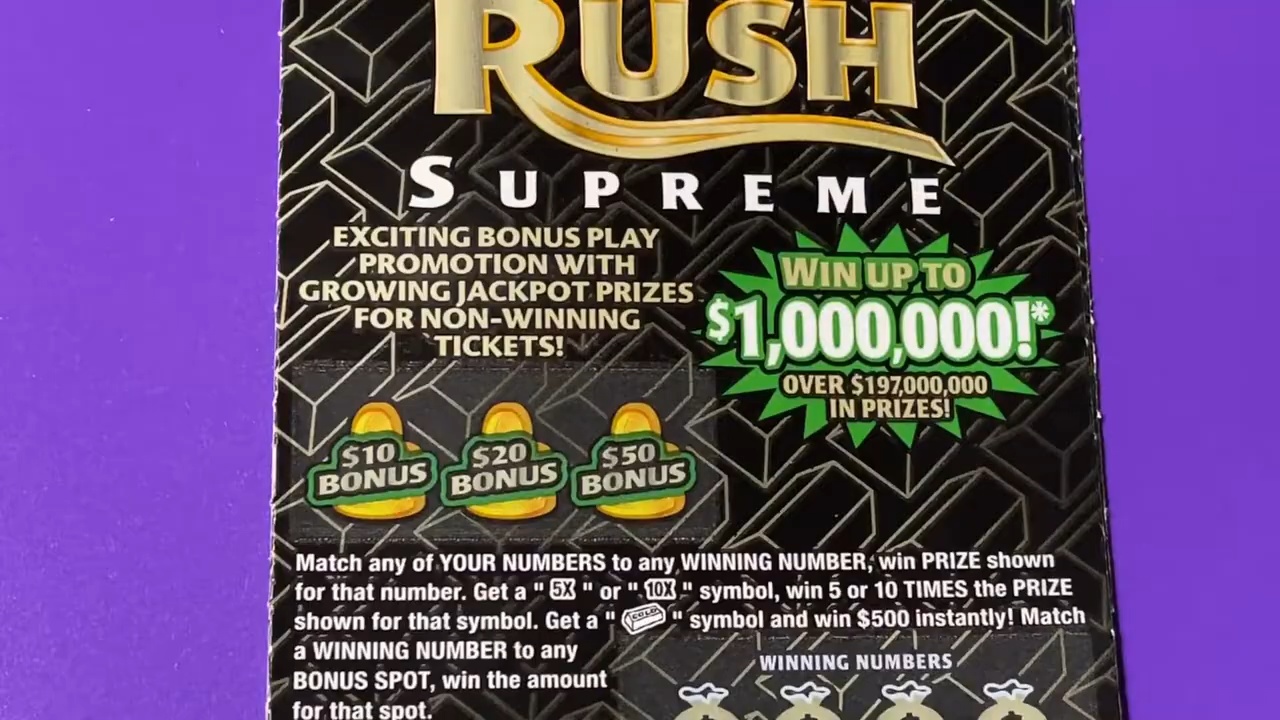 RUSH
SUPREME
EXCITING BONUS PLAY
PROMOTION WITH
GROWING JACKPOT PRIZES
FOR NON-WINNING
TICKETS!
WIN UP TO
$1,000,000!*
OVER $197,000,000
IN PRIZES!
$10
BONUS
$20
BONUS
$50
BONUS
Match any of YOUR NUMBERS to any WINNING NUMBER, win PRIZE shown
for that number. Get a " 5X " or " 10X " symbol, win 5 or 10 TIMES the PRIZE
shown for that symbol. Get a " GOLD " symbol and win $500 instantly! Match
a WINNING NUMBER to any
BONUS SPOT, win the amount
for that spot.
WINNING NUMBERS